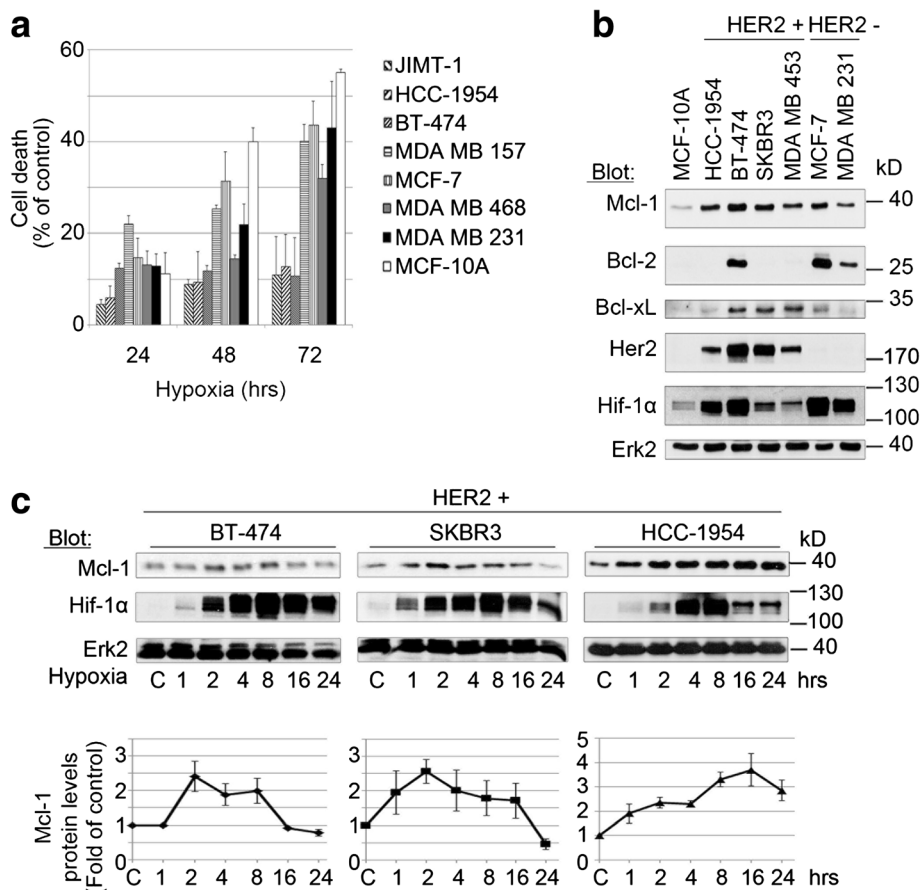 a
60
40
20
0
Cell death
(% of control)
24 48 72
Hypoxia (hrs)
JIMT-1
HCC-1954
BT-474
MDA MB 157
MCF-7
MDA MB 468
MDA MB 231
MCF-10A
b
HER2 + HER2 -
MCF-10A
HCC-1954
BT-474
SKBR3
MDA MB 453
MCF-7
MDA MB 231
Blot: kD
Mcl-1 40
Bcl-2 25
Bcl-xL 35
Her2 170
Hif-1α 130
100
Erk2 40
c
HER2 +
Blot: BT-474 SKBR3 HCC-1954 kD
Mcl-1 40
Hif-1α 130
100
Erk2 40
Hypoxia C 1 2 4 8 16 24 C 1 2 4 8 16 24 C 1 2 4 8 16 24 hrs
Mcl-1
protein levels
(Fold of control)
3
2
1
0
C 1 2 4 8 16 24
3
2
1
0
C 1 2 4 8 16 24
5
4
3
2
1
0
C 1 2 4 8 16 24 hrs